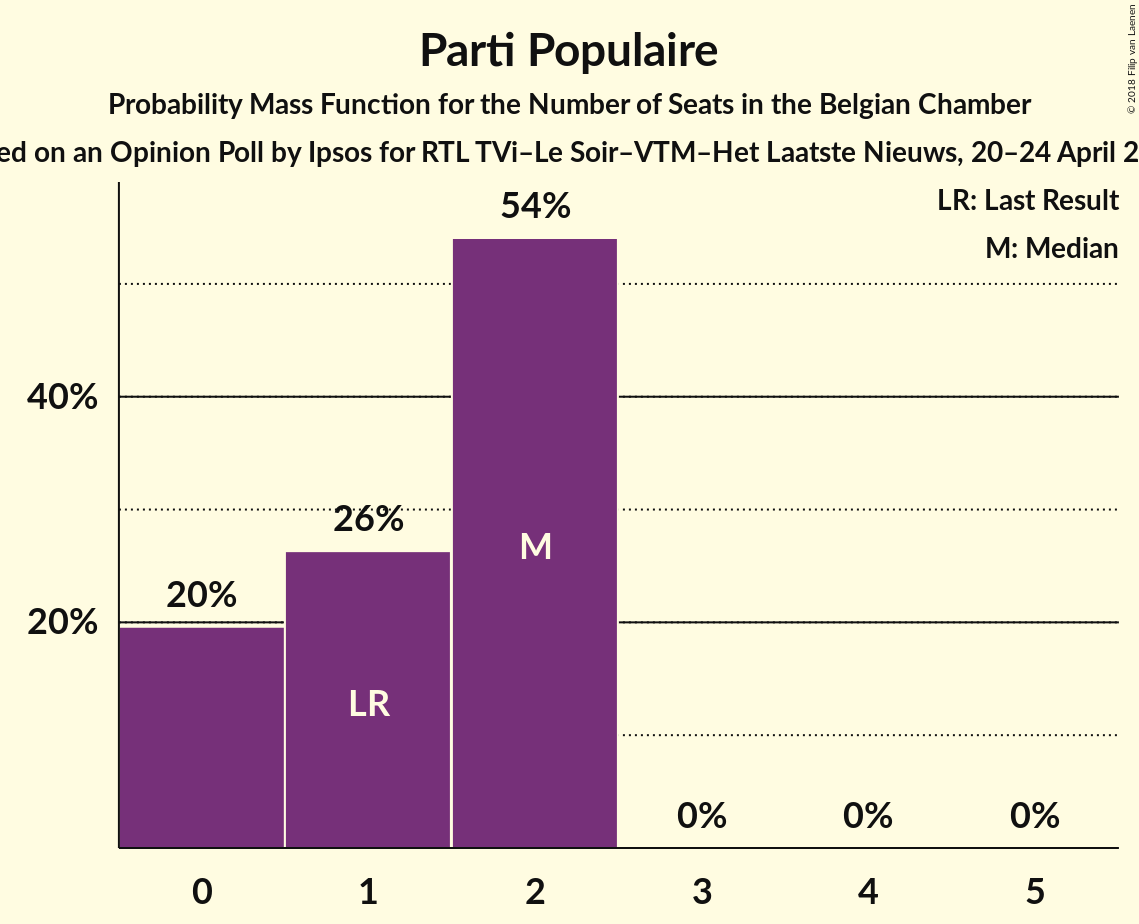 Parti Populaire
Probability Mass Function for the Number of Seats in the Belgian Chamber
ed on an Opinion Poll by Ipsos for RTL TVi–Le Soir–VTM–Het Laatste Nieuws, 20–24 April 2
© 2018 Filip van Laenen
LR: Last Result
M: Median
54%
40%
26%
M
20%
20%
LR
0%
0%
0%
0
1
2
3
4
5